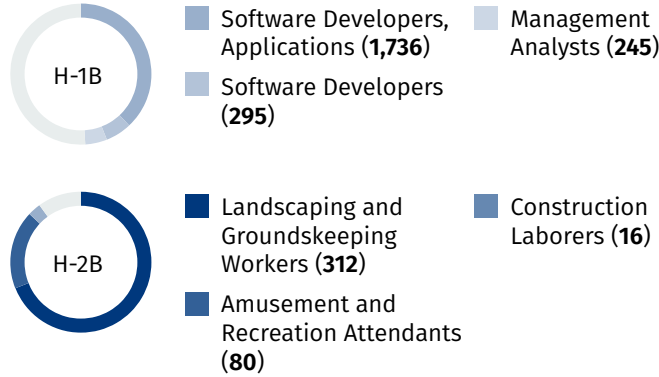 H-1B
Software Developers,
Applications (1,736)
Software Developers
(295)
Management
Analysts (245)
H-2B
Landscaping and
Groundskeeping
Workers (312)
Amusement and
Recreation Attendants
(80)
Construction
Laborers (16)